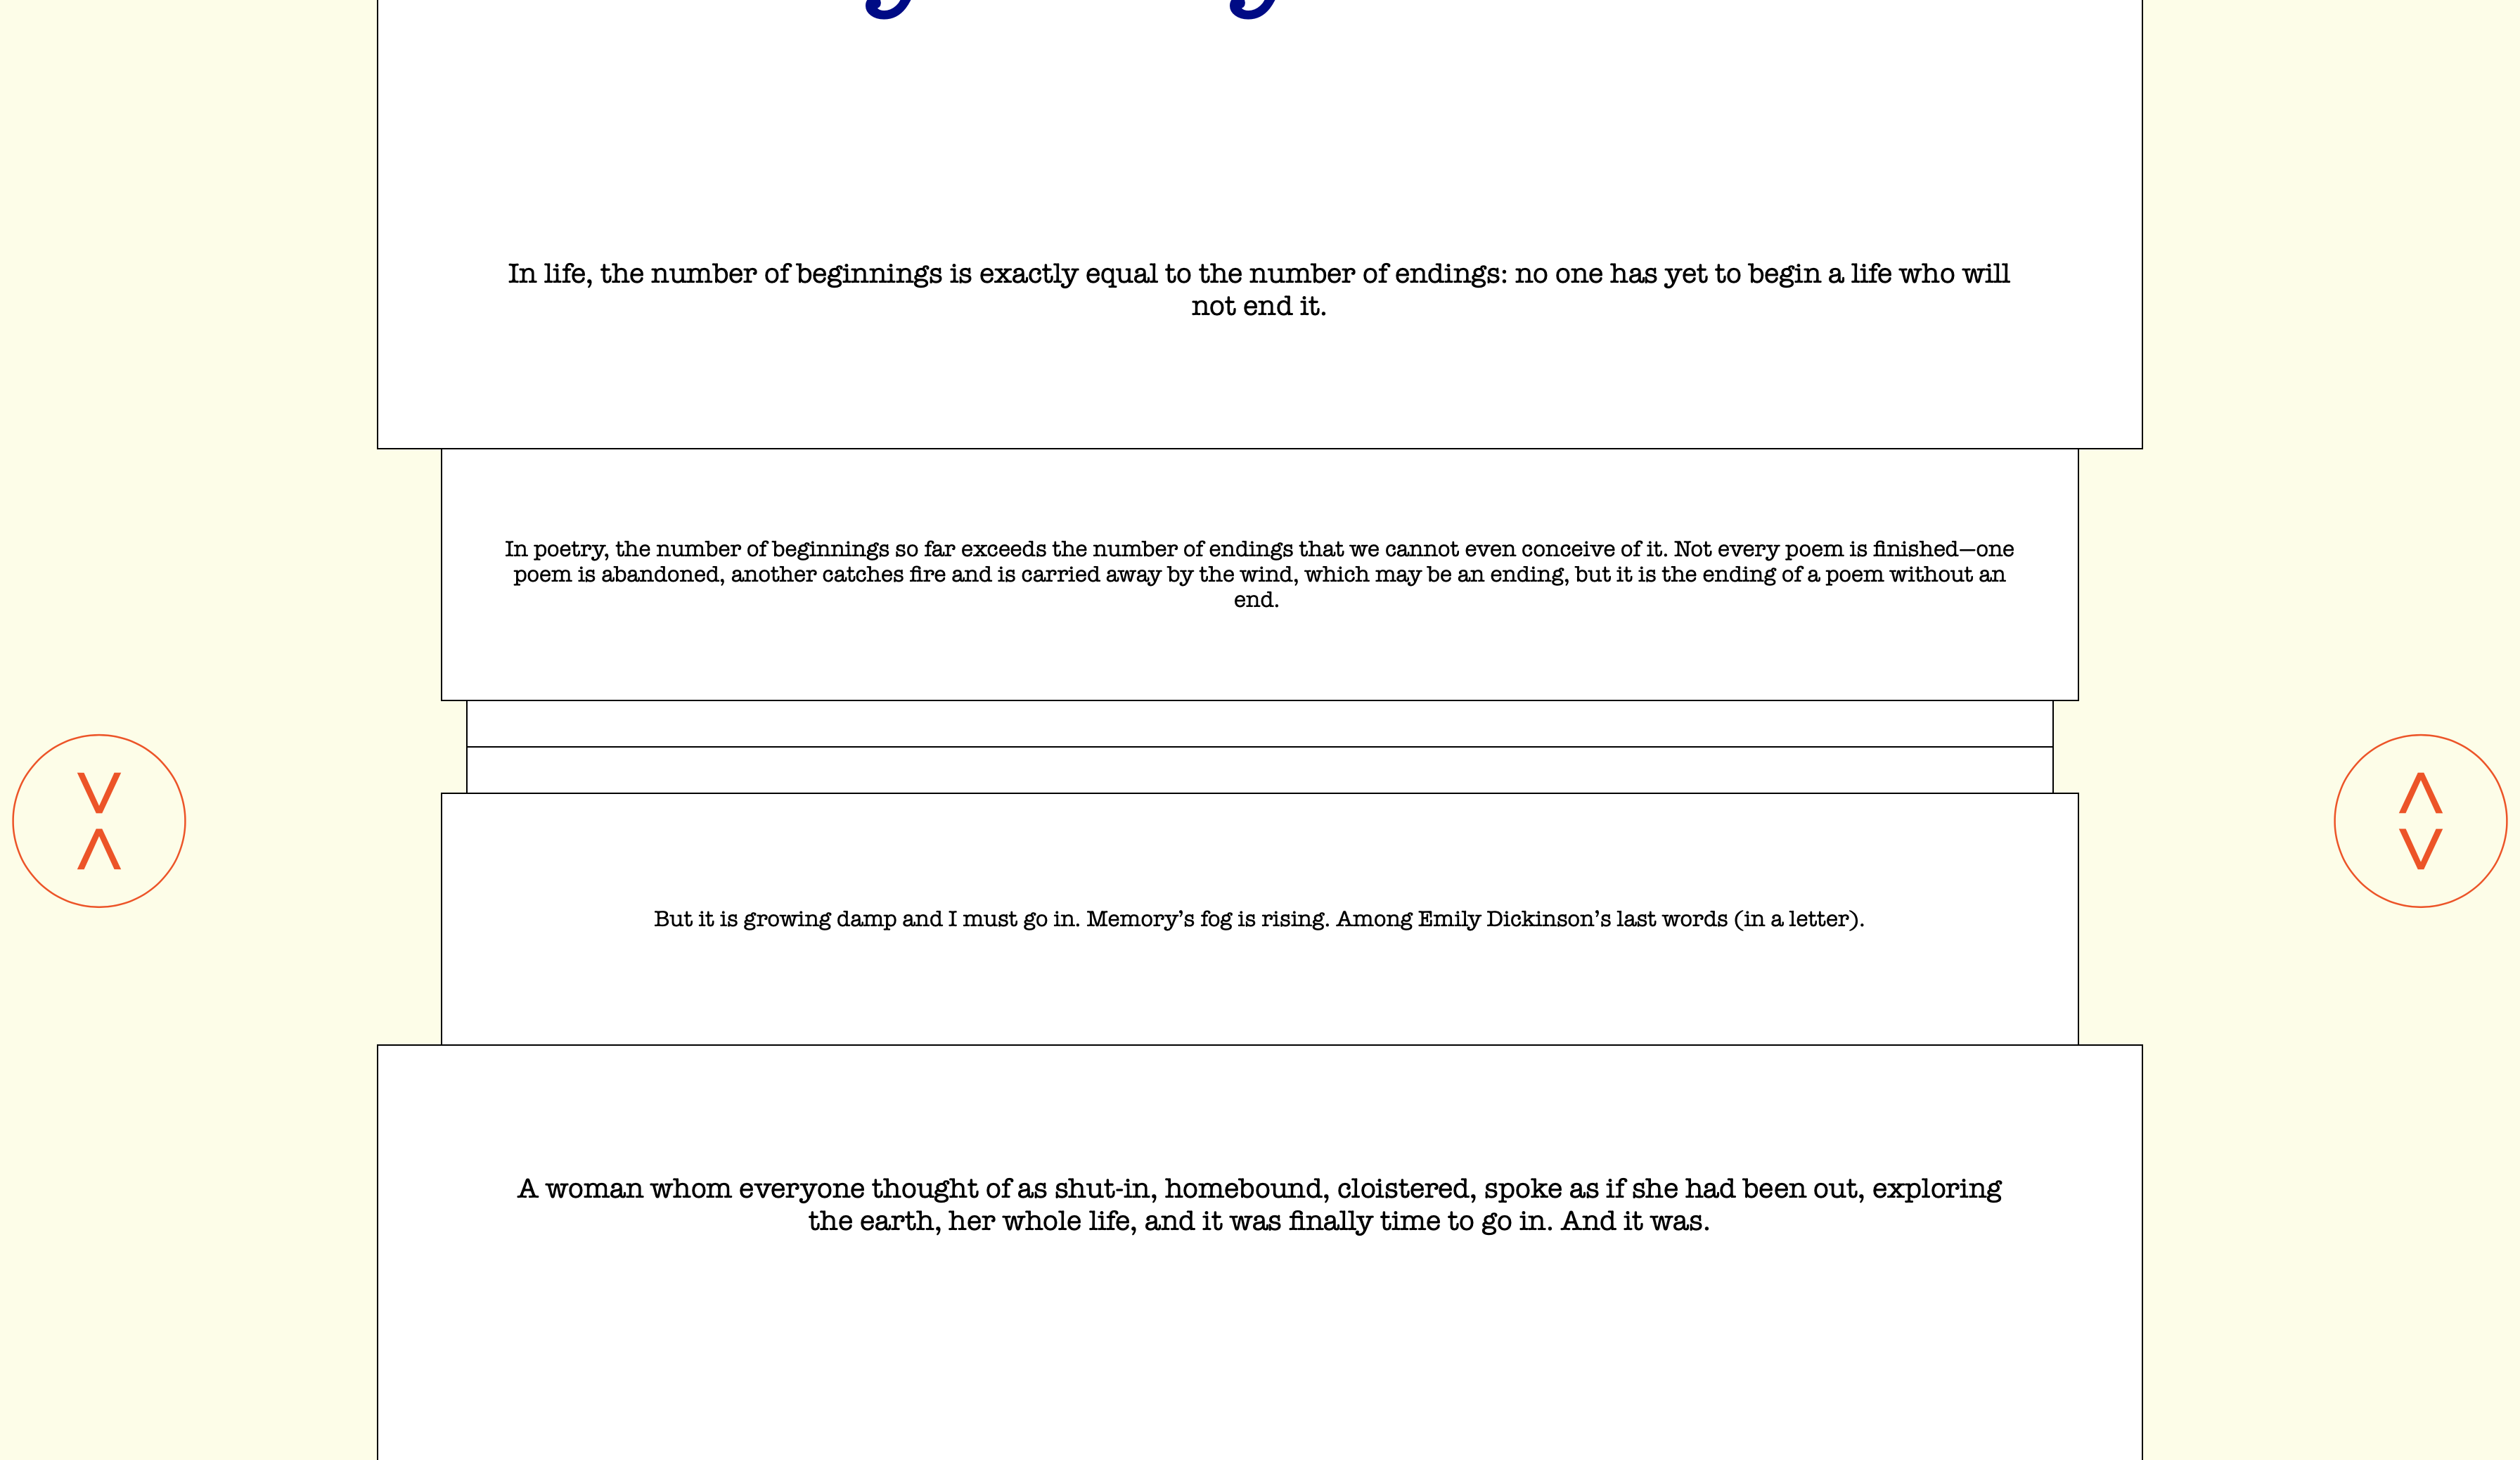 In life, the number of beginnings is exactly equal to the number of endings: no one has yet to begin a life who will
not end it.
In poetry, the number of beginnings so far exceeds the number of endings that we cannot even conceive of it. Not every poem is finished—one
poem is abandoned, another catches fire and is carried away by the wind, which may be an ending, but it is the ending of a poem without an
end.
But it is growing damp and I must go in. Memory’s fog is rising. Among Emily Dickinson’s last words (in a letter).
A woman whom everyone thought of as shut-in, homebound, cloistered, spoke as if she had been out, exploring
the earth, her whole life, and it was finally time to go in. And it was.